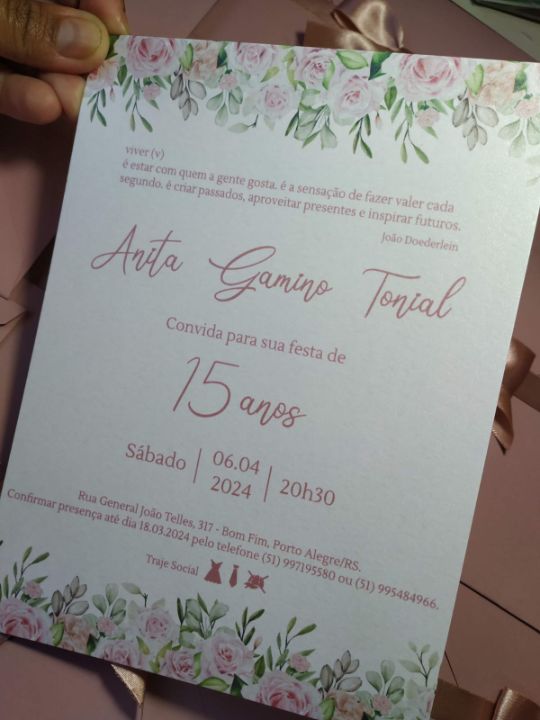 viver (v)
é estar com quem a gente gosta. é a sensação de fazer valer cada
segundo. é criar passados, aproveitar presentes e inspirar futuros.
João Doederlein
Anita Gamino Tonial
Convida para sua festa de
15 anos
Sábado | 06.04 2024 | 20h30
Rua General João Telles, 317 - Bom Fim, Porto Alegre/RS.
Confirmar presença até dia 18.03.2024 pelo telefone (51) 997195580 ou (51) 995484966.
Traje Social